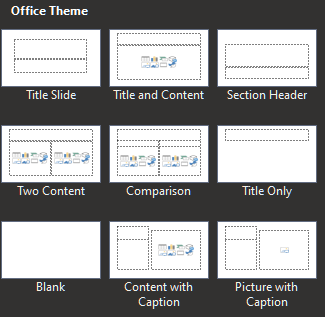 Office Theme
Title Slide
Title and Content
Section Header
Two Content
Comparison
Title Only
Blank
Content with
Caption
Picture with
Caption